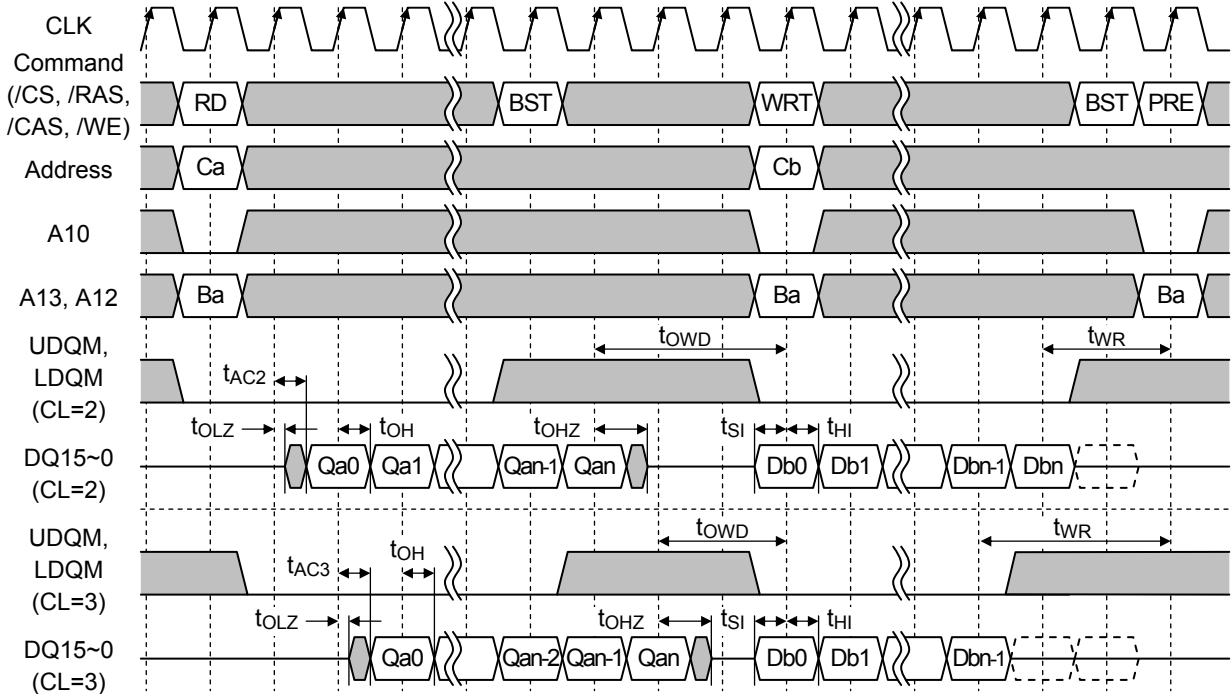 CLK
Command
(/CS, /RAS,
/CAS, /WE)
RD
BST
WRT
BST
PRE
Address
Ca
Cb
A10
A13, A12
Ba
Ba
Ba
UDQM,
LDQM
(CL=2)
tAC2
tOWD
tWR
DQ15~0
(CL=2)
tOLZ
tOH
tOHZ
tSI
tHI
Qa0
Qa1
Qan-1
Qan
Db0
Db1
Dbn-1
Dbn
UDQM,
LDQM
(CL=3)
tAC3
tOH
tOWD
tWR
DQ15~0
(CL=3)
tOLZ
tOHZ
tSI
tHI
Qa0
Qan-2
Qan-1
Qan
Db0
Db1
Dbn-1